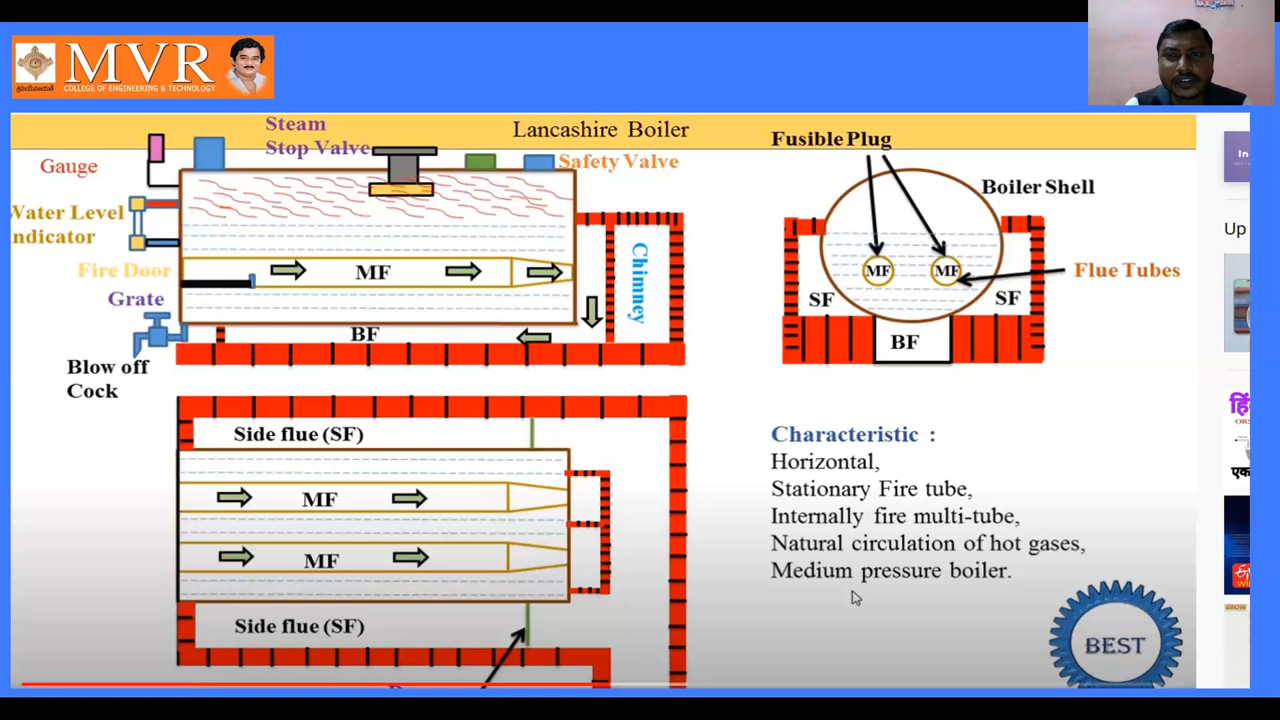 MVR
COLLEGE OF ENGINEERING & TECHNOLOGY
Steam
Stop Valve
Lancashire Boiler
Safety Valve
Gauge
Water Level
ndicator
Fire Door
Grate
Blow off
Cock
MF
BF
Chimney
Fusible Plug
Boiler Shell
MF
MF
Flue Tubes
SF
SF
BF
Side flue (SF)
MF
MF
Side flue (SF)
Characteristic :
Horizontal,
Stationary Fire tube,
Internally fire multi-tube,
Natural circulation of hot gases,
Medium pressure boiler.
BEST
In
Up
हिं
एक